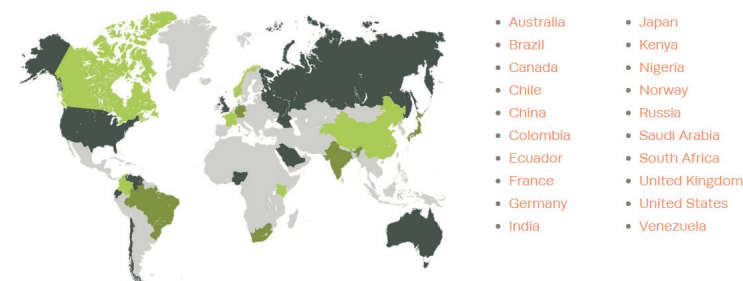 Australia
Brazil
Canada
Chile
China
Colombia
Ecuador
France
Germany
India
Japan
Kenya
Nigeria
Norway
Russia
Saudi Arabia
South Africa
United Kingdom
United States
Venezuela